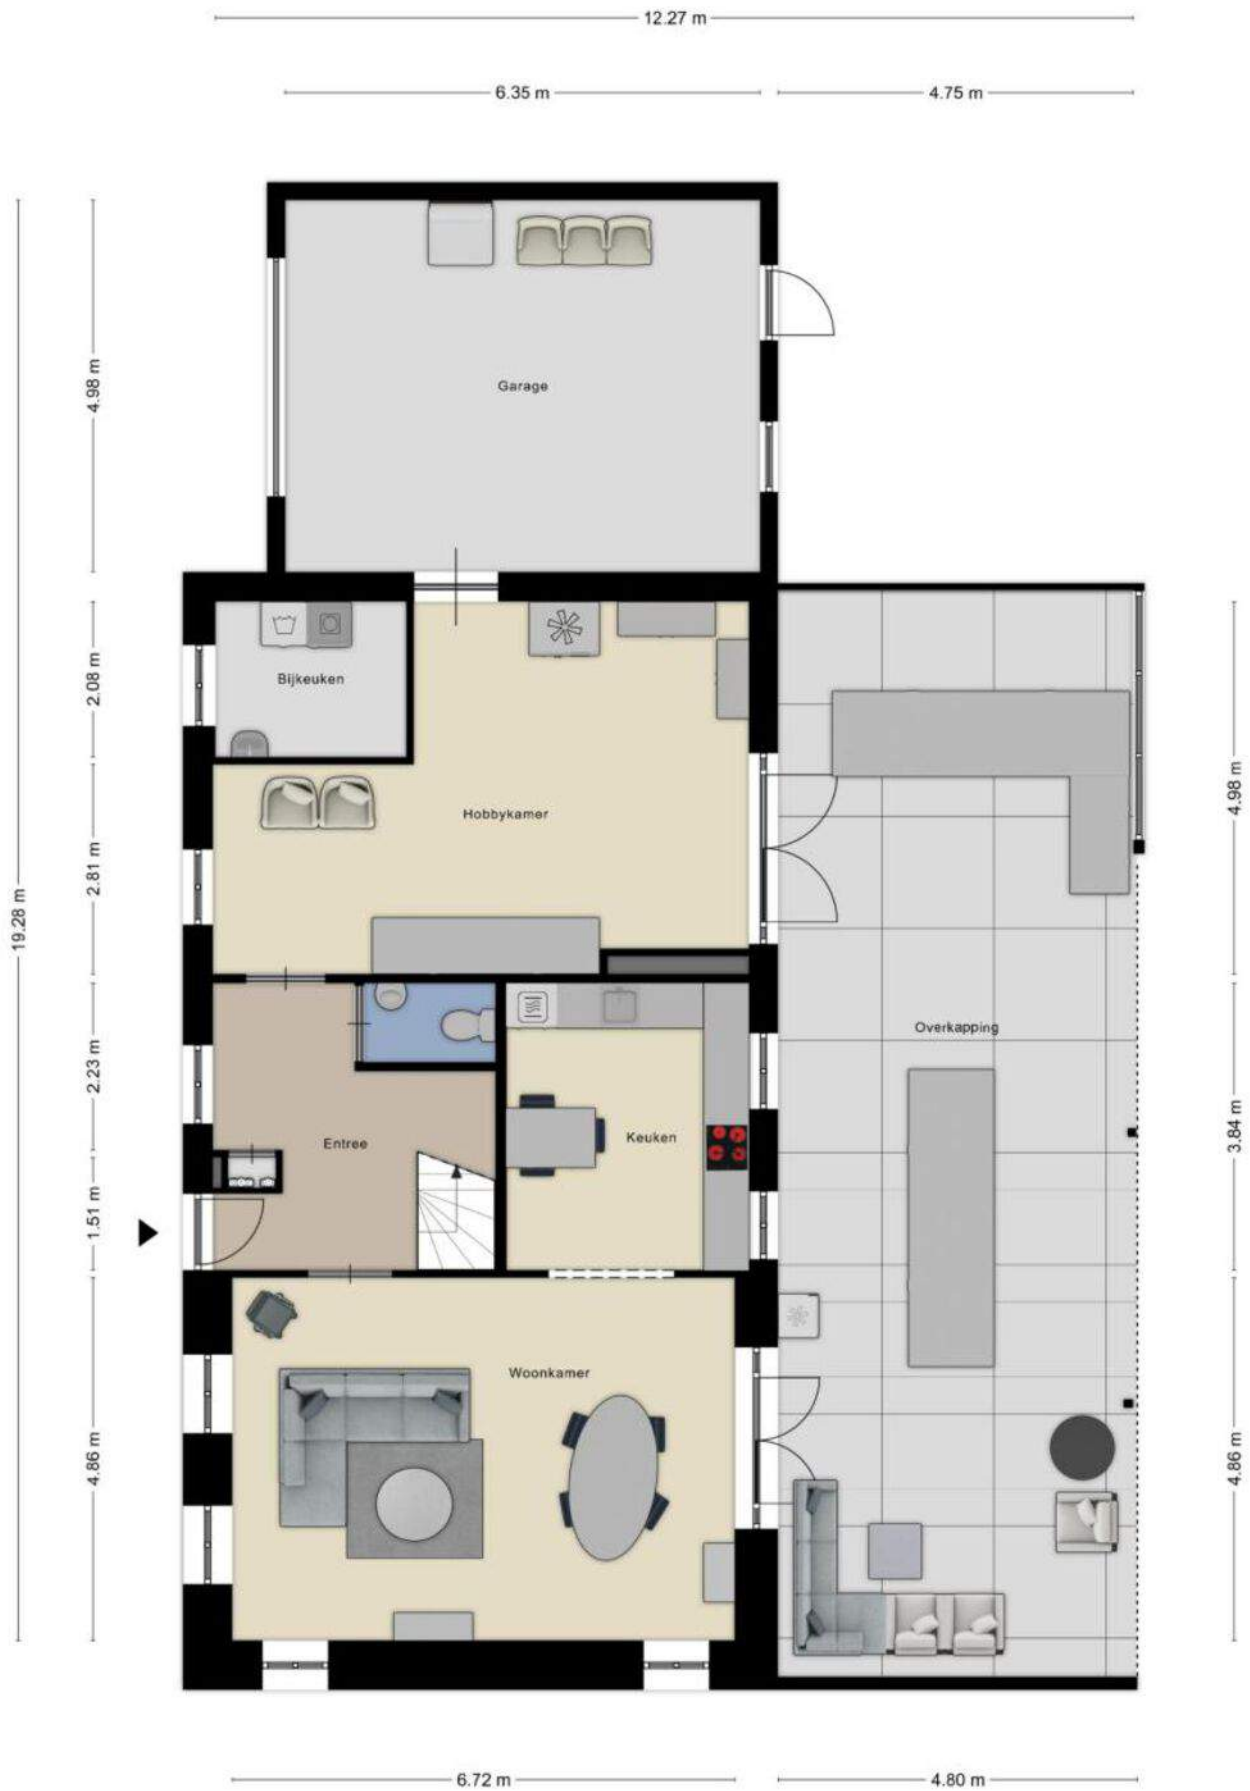 12.27 m
6.35 m
4.75 m
Garage
4.98 m
Bijkeuken
2.08 m
Hobbykamer
4.98 m
2.81 m
19.28 m
Overkapping
2.23 m
Entree
Keuken
3.84 m
1.51 m
Woonkamer
4.86 m
4.86 m
6.72 m
4.80 m